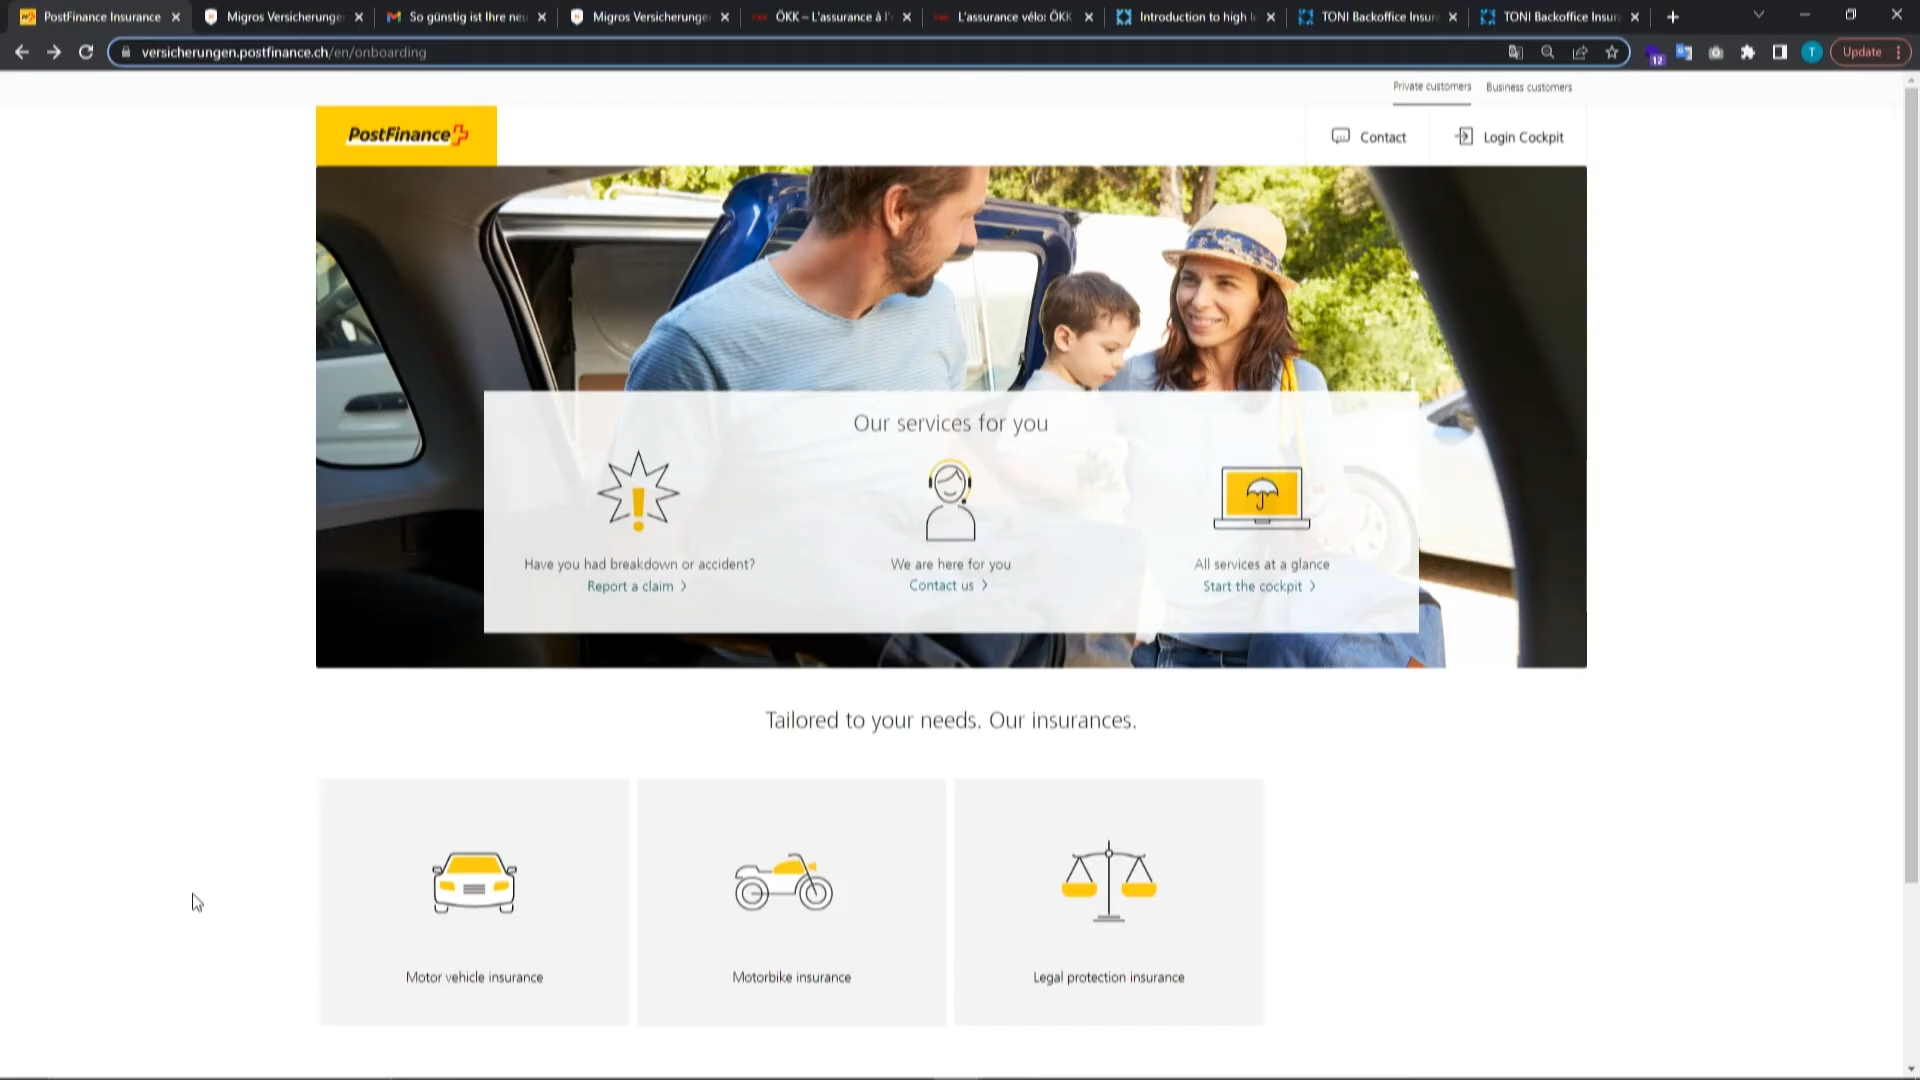 PostFinance Insurance
Migros Versicherunge
So günstig ist Ihre neu
Migros Versicherunge
ÖKK – L'assurance à l'
L'assurance vélo: ÖKK
Introduction to high l
TONI Backoffice Insur
TONI Backoffice Insur
versicherungen.postfinance.ch/en/onboarding
12
T
Update
Private customers
Business customers
PostFinance
Contact
Login Cockpit
Our services for you
Have you had breakdown or accident?
Report a claim
We are here for you
Contact us
All services at a glance
Start the cockpit
Tailored to your needs. Our insurances.
Motor vehicle insurance
Motorbike insurance
Legal protection insurance